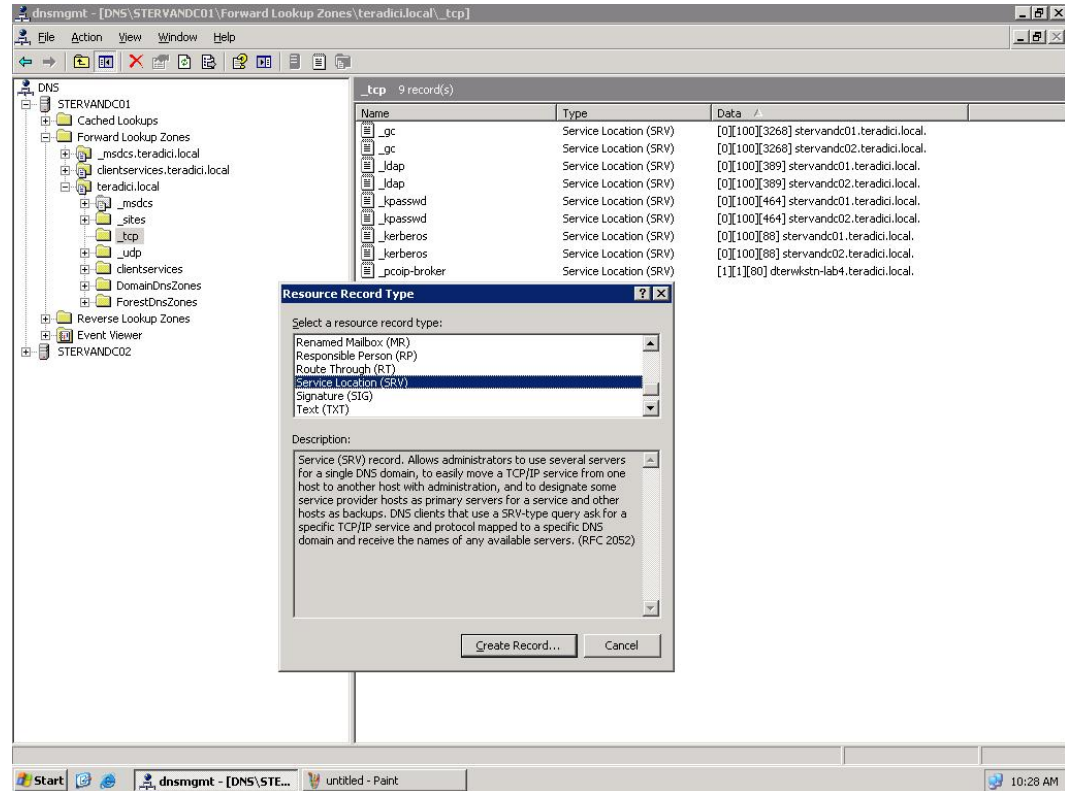 dnsmgmt - [DNS\STERVANDC01\Forward Lookup Zones\teradici.local\_tcp]
File Action View Window Help
DNS
STERVANDC01
Cached Lookups
Forward Lookup Zones
_msdcs.teradici.local
clientservices.teradici.local
teradici.local
_msdcs
_sites
_tcp
_udp
clientservices
DomainDnsZones
ForestDnsZones
Reverse Lookup Zones
Event Viewer
STERVANDC02
_tcp 9 record(s)
Name Type Data
_gc Service Location (SRV) [0][100][3268] stervandc01.teradici.local.
_gc Service Location (SRV) [0][100][3268] stervandc02.teradici.local.
_ldap Service Location (SRV) [0][100][389] stervandc01.teradici.local.
_ldap Service Location (SRV) [0][100][389] stervandc02.teradici.local.
_kpasswd Service Location (SRV) [0][100][464] stervandc01.teradici.local.
_kpasswd Service Location (SRV) [0][100][464] stervandc02.teradici.local.
_kerberos Service Location (SRV) [0][100][88] stervandc01.teradici.local.
_kerberos Service Location (SRV) [0][100][88] stervandc02.teradici.local.
_pcoip-broker Service Location (SRV) [1][1][80] dterwkstn-lab4.teradici.local.
Resource Record Type
Select a resource record type:
Renamed Mailbox (MR)
Responsible Person (RP)
Route Through (RT)
Service Location (SRV)
Signature (SIG)
Text (TXT)
Description:
Service (SRV) record. Allows administrators to use several servers
for a single DNS domain, to easily move a TCP/IP service from one
host to another host with administration, and to designate some
service provider hosts as primary servers for a service and other
hosts as backups. DNS clients that use a SRV-type query ask for a
specific TCP/IP service and protocol mapped to a specific DNS
domain and receive the names of any available servers. (RFC 2052)
Create Record... Cancel
Start dnsmgmt - [DNS\STE... untitled - Paint 10:28 AM